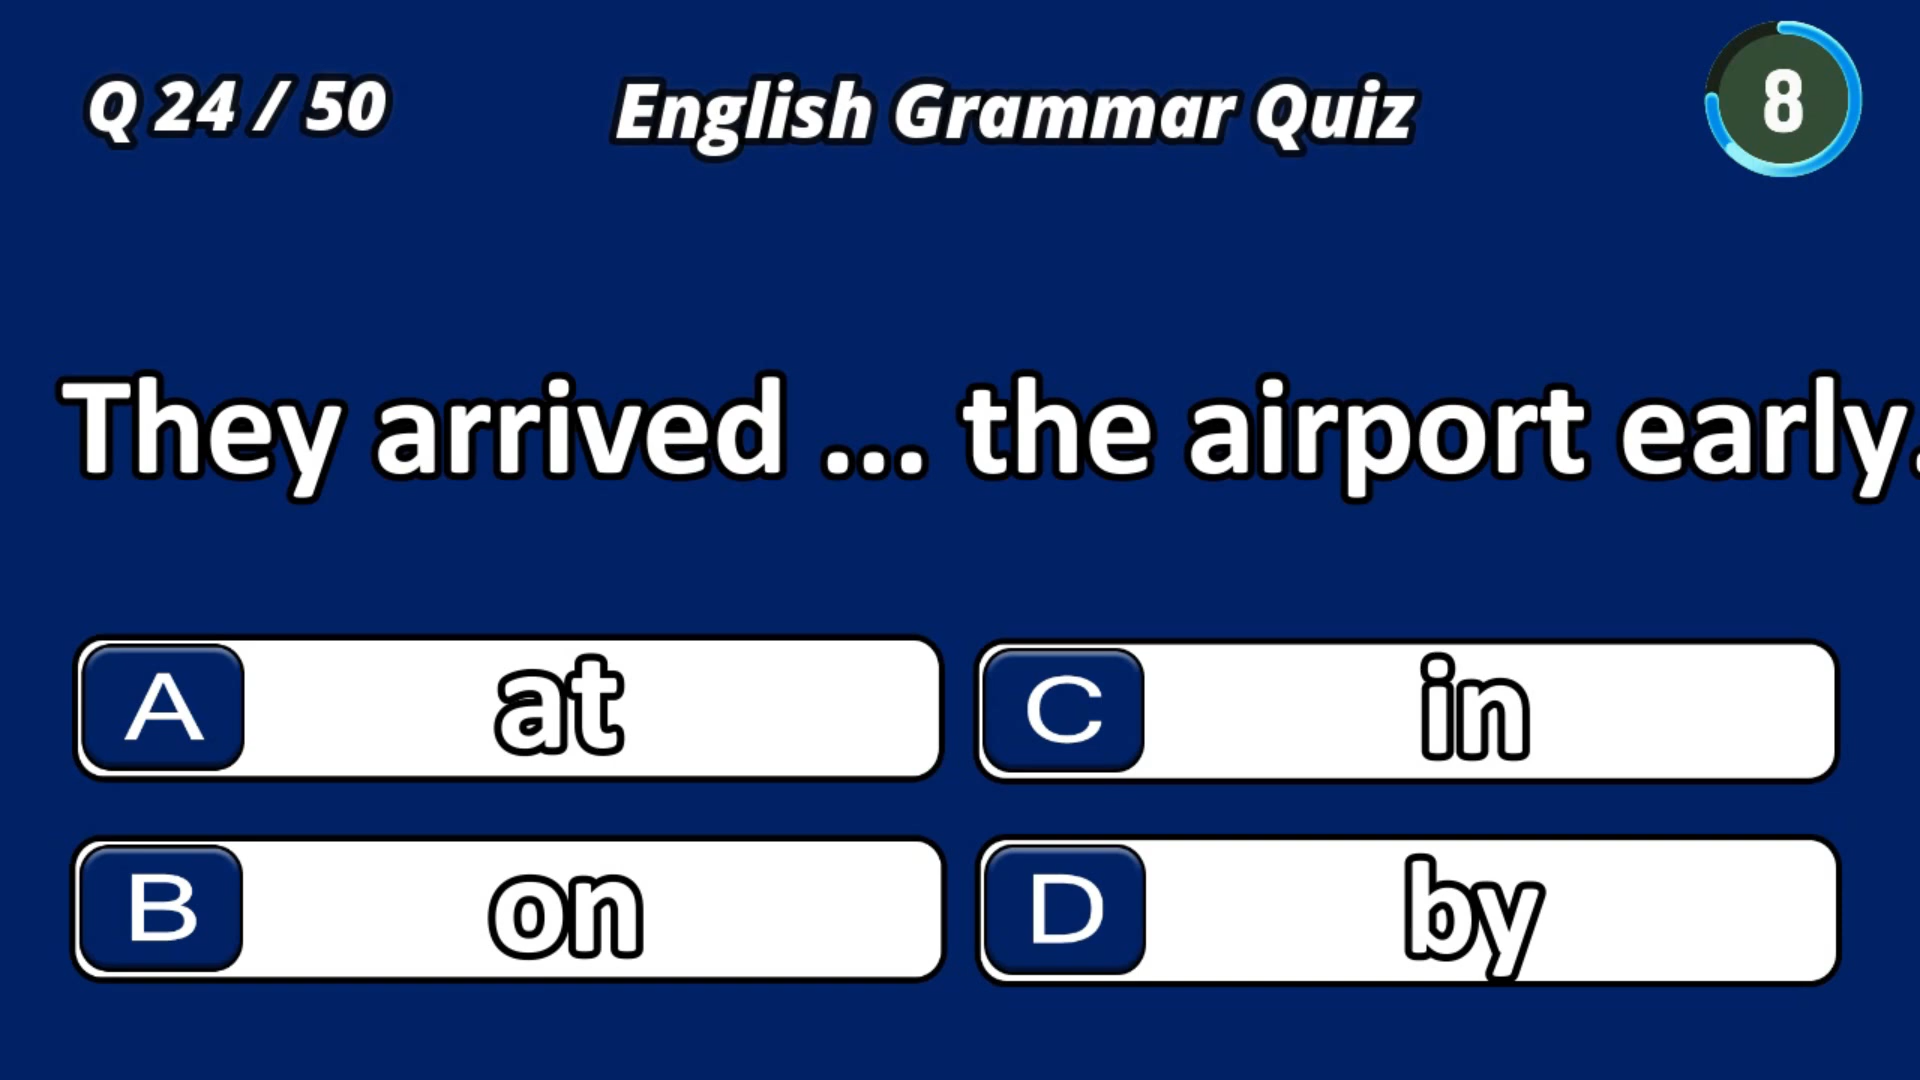 Q 24 / 50
English Grammar Quiz
8
They arrived ... the airport early.
A at
C in
B on
D by